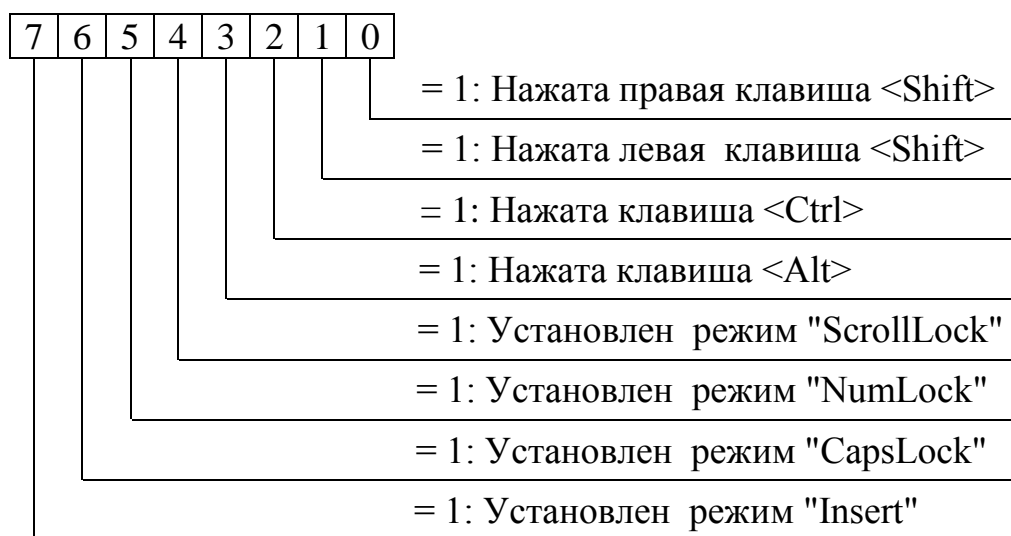 7 6 5 4 3 2 1 0
= 1: Нажата правая клавиша <Shift>
= 1: Нажата левая клавиша <Shift>
= 1: Нажата клавиша <Ctrl>
= 1: Нажата клавиша <Alt>
= 1: Установлен режим "ScrollLock"
= 1: Установлен режим "NumLock"
= 1: Установлен режим "CapsLock"
= 1: Установлен режим "Insert"